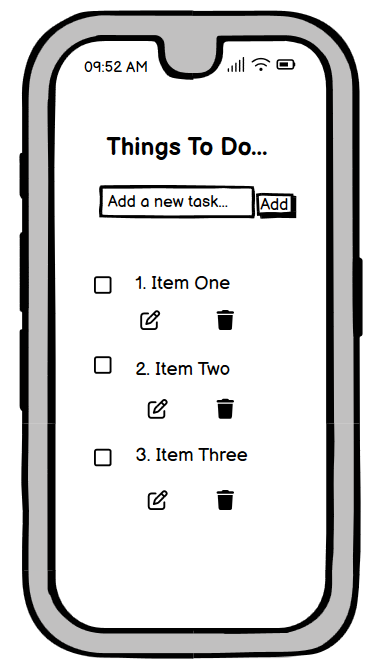 09:52 AM
Things To Do...
Add a new task... Add
1. Item One
2. Item Two
3. Item Three